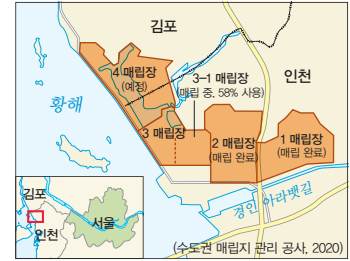 김포
4 매립장
(예정)
3-1 매립장
(매립 중, 58% 사용)
인천
황해
3 매립장
2 매립장
(매립 완료)
1 매립장
(매립 완료)
경인 아라뱃길
김포
서울
인천
(수도권 매립지 관리 공사, 2020)